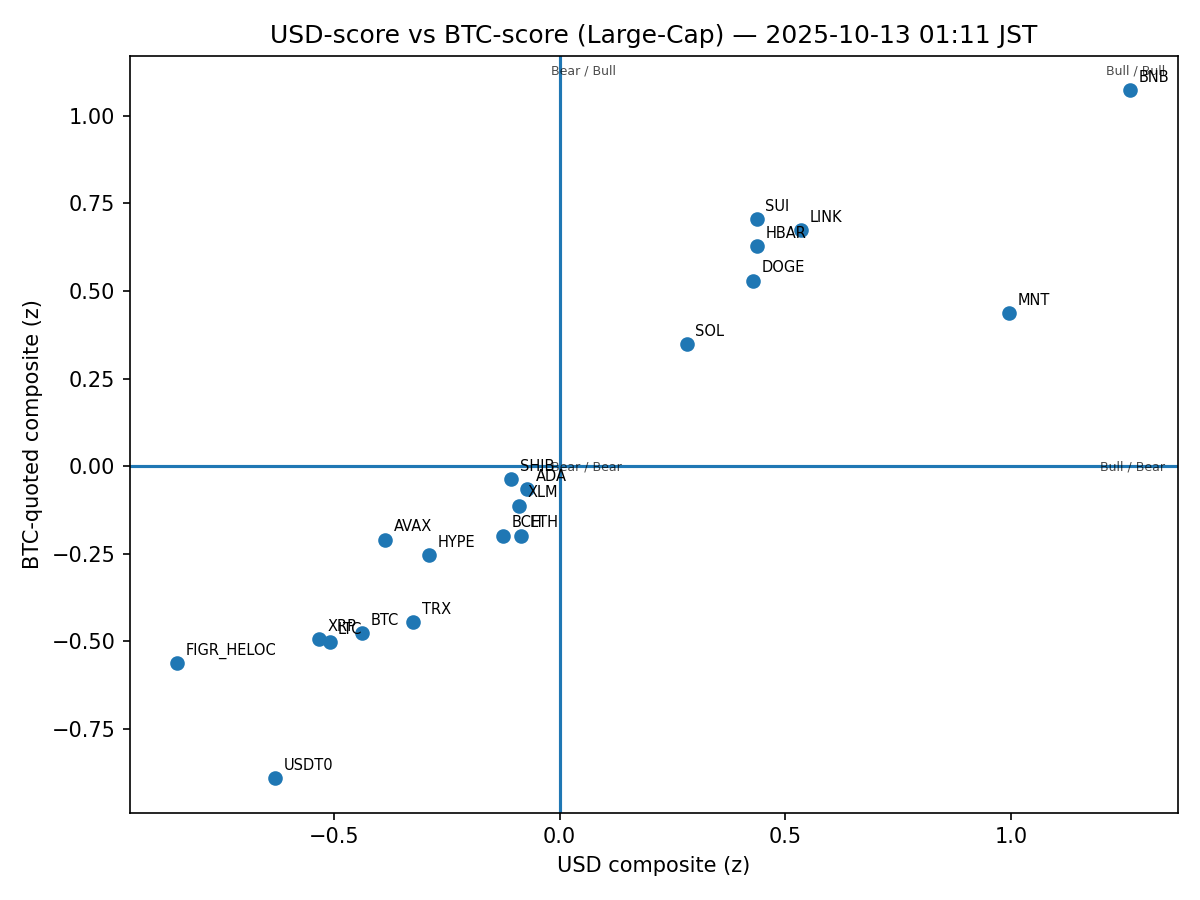 USD-score vs BTC-score (Large-Cap) — 2025-10-13 01:11 JST
Bear / Bull
Bull / Bull
BNB
1.00
0.75
SUI
LINK
HBAR
DOGE
0.50
MNT
SOL
0.25
0.00
SHIB
Bear / Bear
Bull / Bear
ADA
XLM
BCH
ETH
AVAX
HYPE
−0.25
TRX
BTC
XRP
LTC
−0.50
FIGR_HELOC
−0.75
USDT0
−0.5
0.0
0.5
1.0
USD composite (z)
BTC-quoted composite (z)